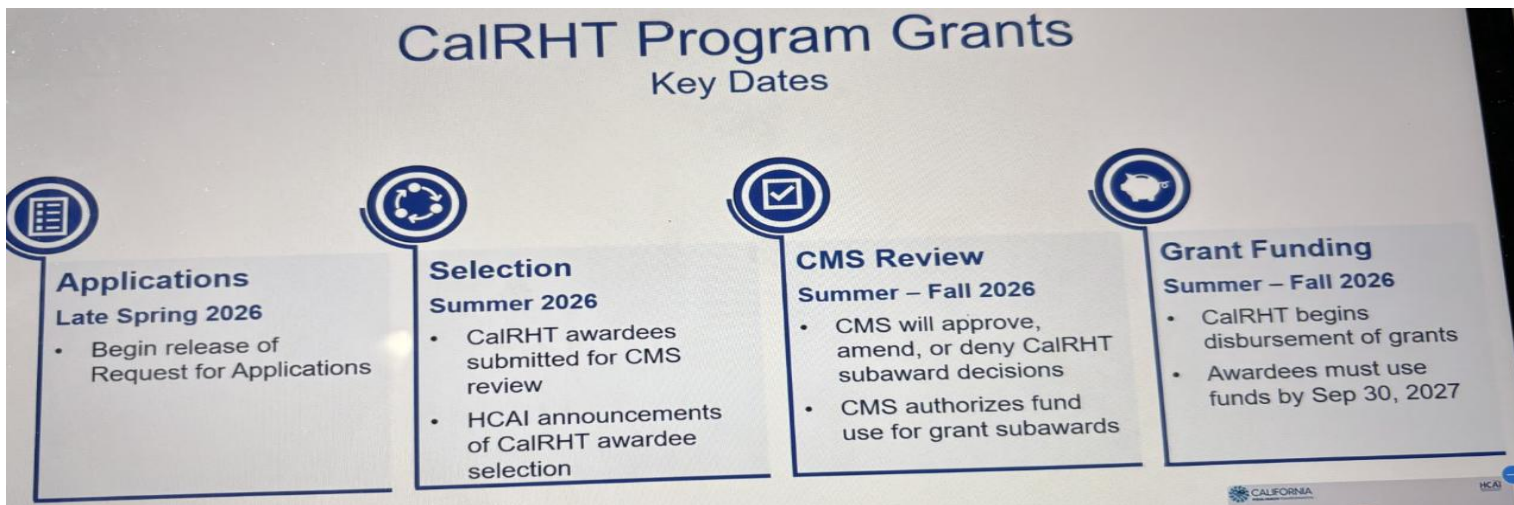 CalRHT Program Grants
Key Dates
Applications
Late Spring 2026
• Begin release of
Request for Applications
Selection
Summer 2026
• CalRHT awardees
submitted for CMS
review
• HCAI announcements
of CalRHT awardee
selection
CMS Review
Summer – Fall 2026
• CMS will approve,
amend, or deny CalRHT
subaward decisions
• CMS authorizes fund
use for grant subawards
Grant Funding
Summer – Fall 2026
• CalRHT begins
disbursement of grants
• Awardees must use
funds by Sep 30, 2027
CALIFORNIA
HCAI